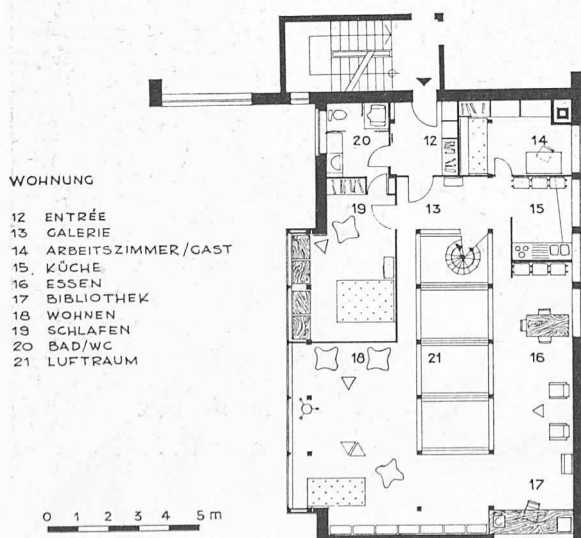 WOHNUNG
12 ENTRÉE
13 GALERIE
14 ARBEITSZIMMER/GAST
15. KÜCHE
16 ESSEN
17 BIBLIOTHEK
18 WOHNEN
19 SCHLAFEN
20 BAD/WC
21 LUFTRAUM
20 12 14
19 13 15
18 21 16
17
0 1 2 3 4 5 m